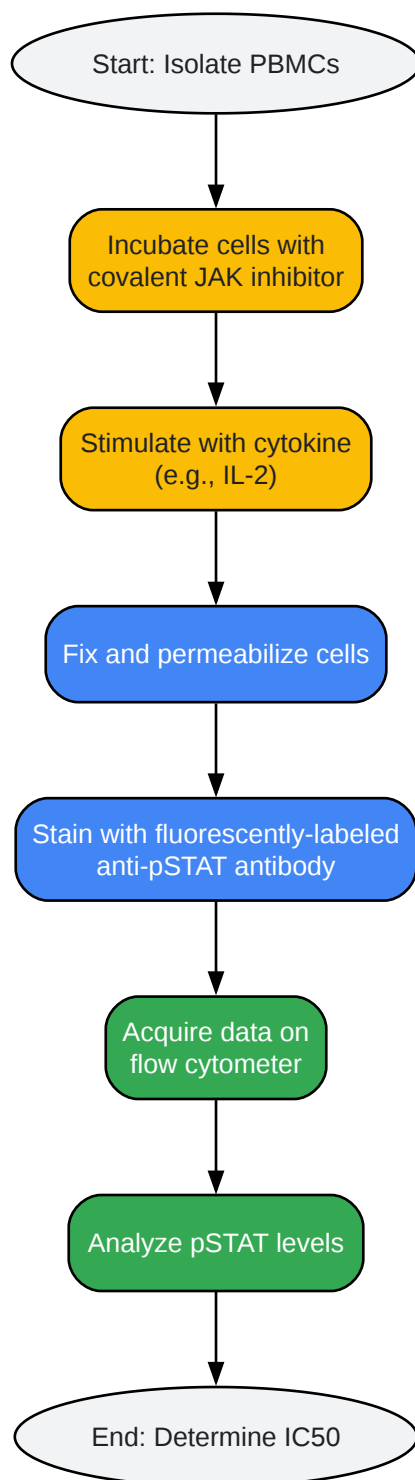 Start: Isolate PBMCs
Incubate cells with
covalent JAK inhibitor
Stimulate with cytokine
(e.g., IL-2)
Fix and permeabilize cells
Stain with fluorescently-labeled
anti-pSTAT antibody
Acquire data on
flow cytometer
Analyze pSTAT levels
End: Determine IC50